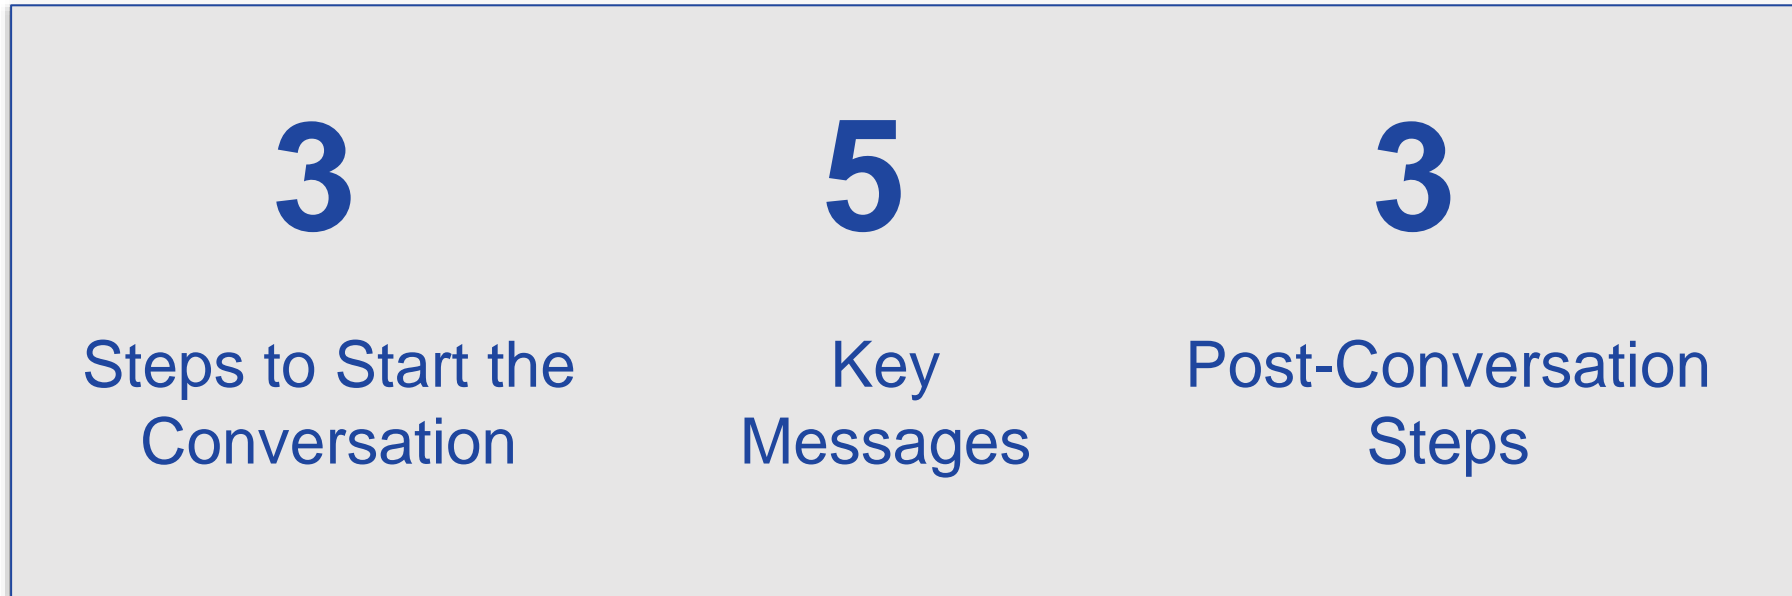 3
Steps to Start the
Conversation
5
Key
Messages
3
Post-Conversation
Steps